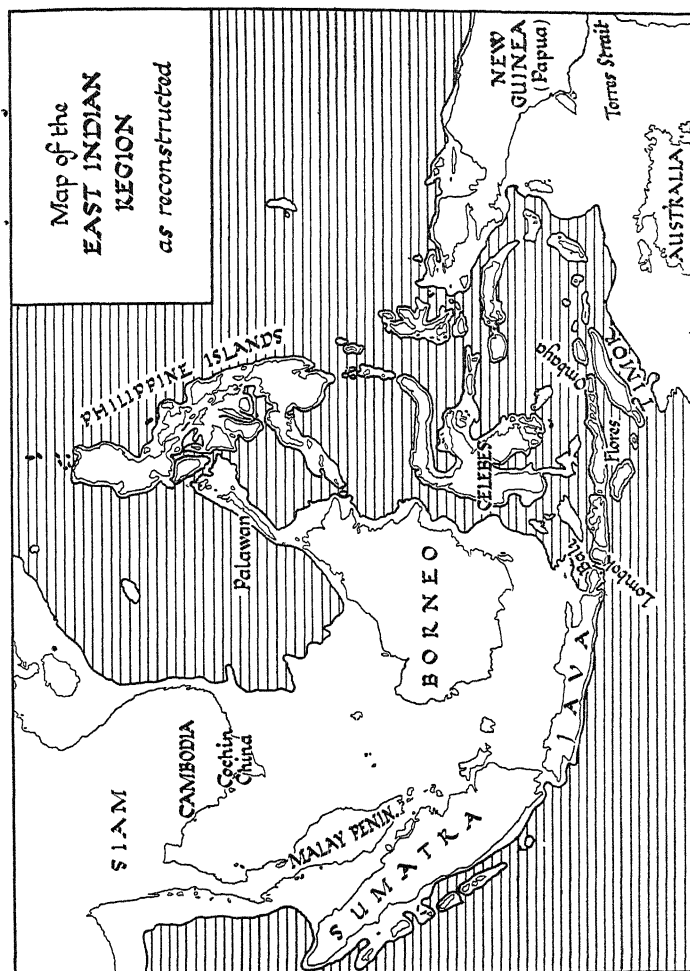 Map of the
EAST INDIAN
REGION
as reconstructed
SIAM
CAMBODIA
Cochin
China
MALAY PENIN.
SUMATRA
PHILIPPINE ISLANDS
Palawan
BORNEO
CELEBES
JAVA
Bali
Lombok
Flores
Ombaya
TIMOR
NEW
GUINEA
(Papua)
Torres Strait
AUSTRALIA